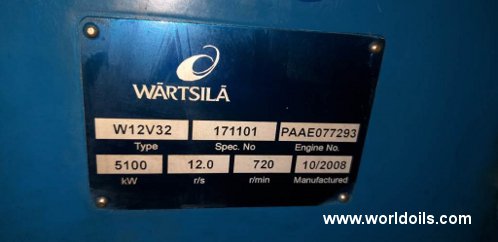 WÄRTSILÄ
W12V32 171101 PAAE077293
Type Spec. No Engine No.
5100 12.0 720 10/2008
kW r/s r/min Manufactured
www.worldoils.com